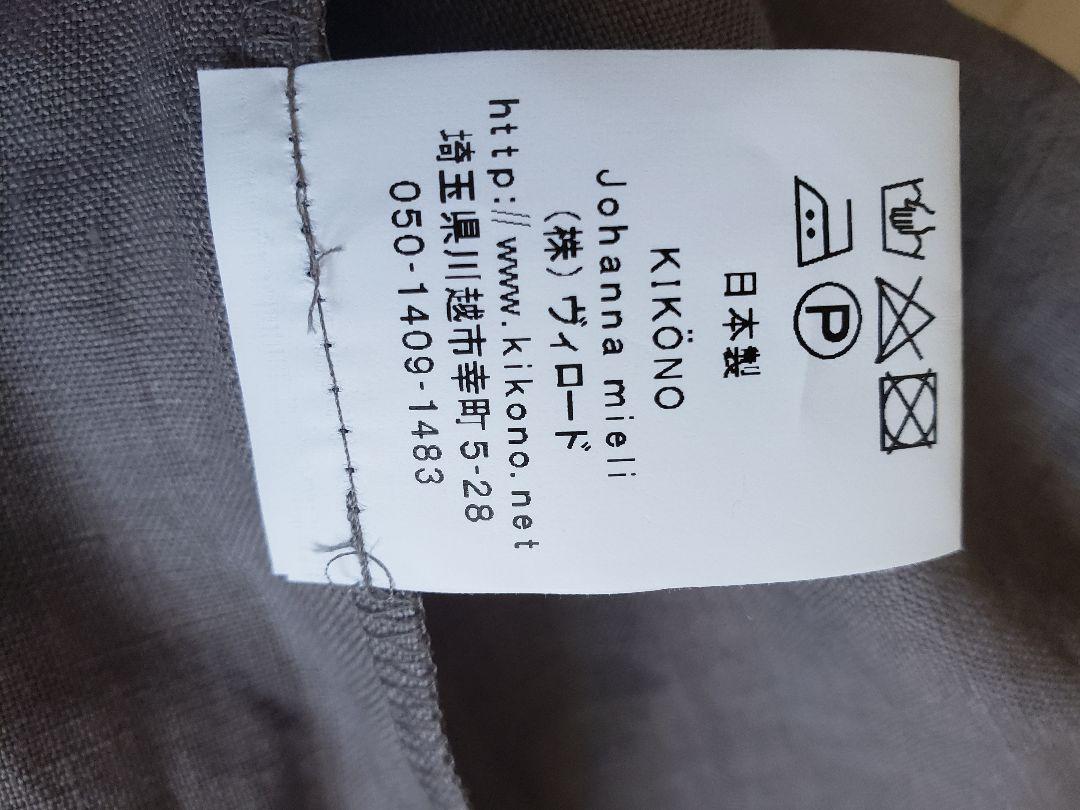 P
日本製
KIKÖNO
Johanna mieli
(株)ヴィロード
http://www.kikono.net
埼玉県川越市幸町5-28
050-1409-1483